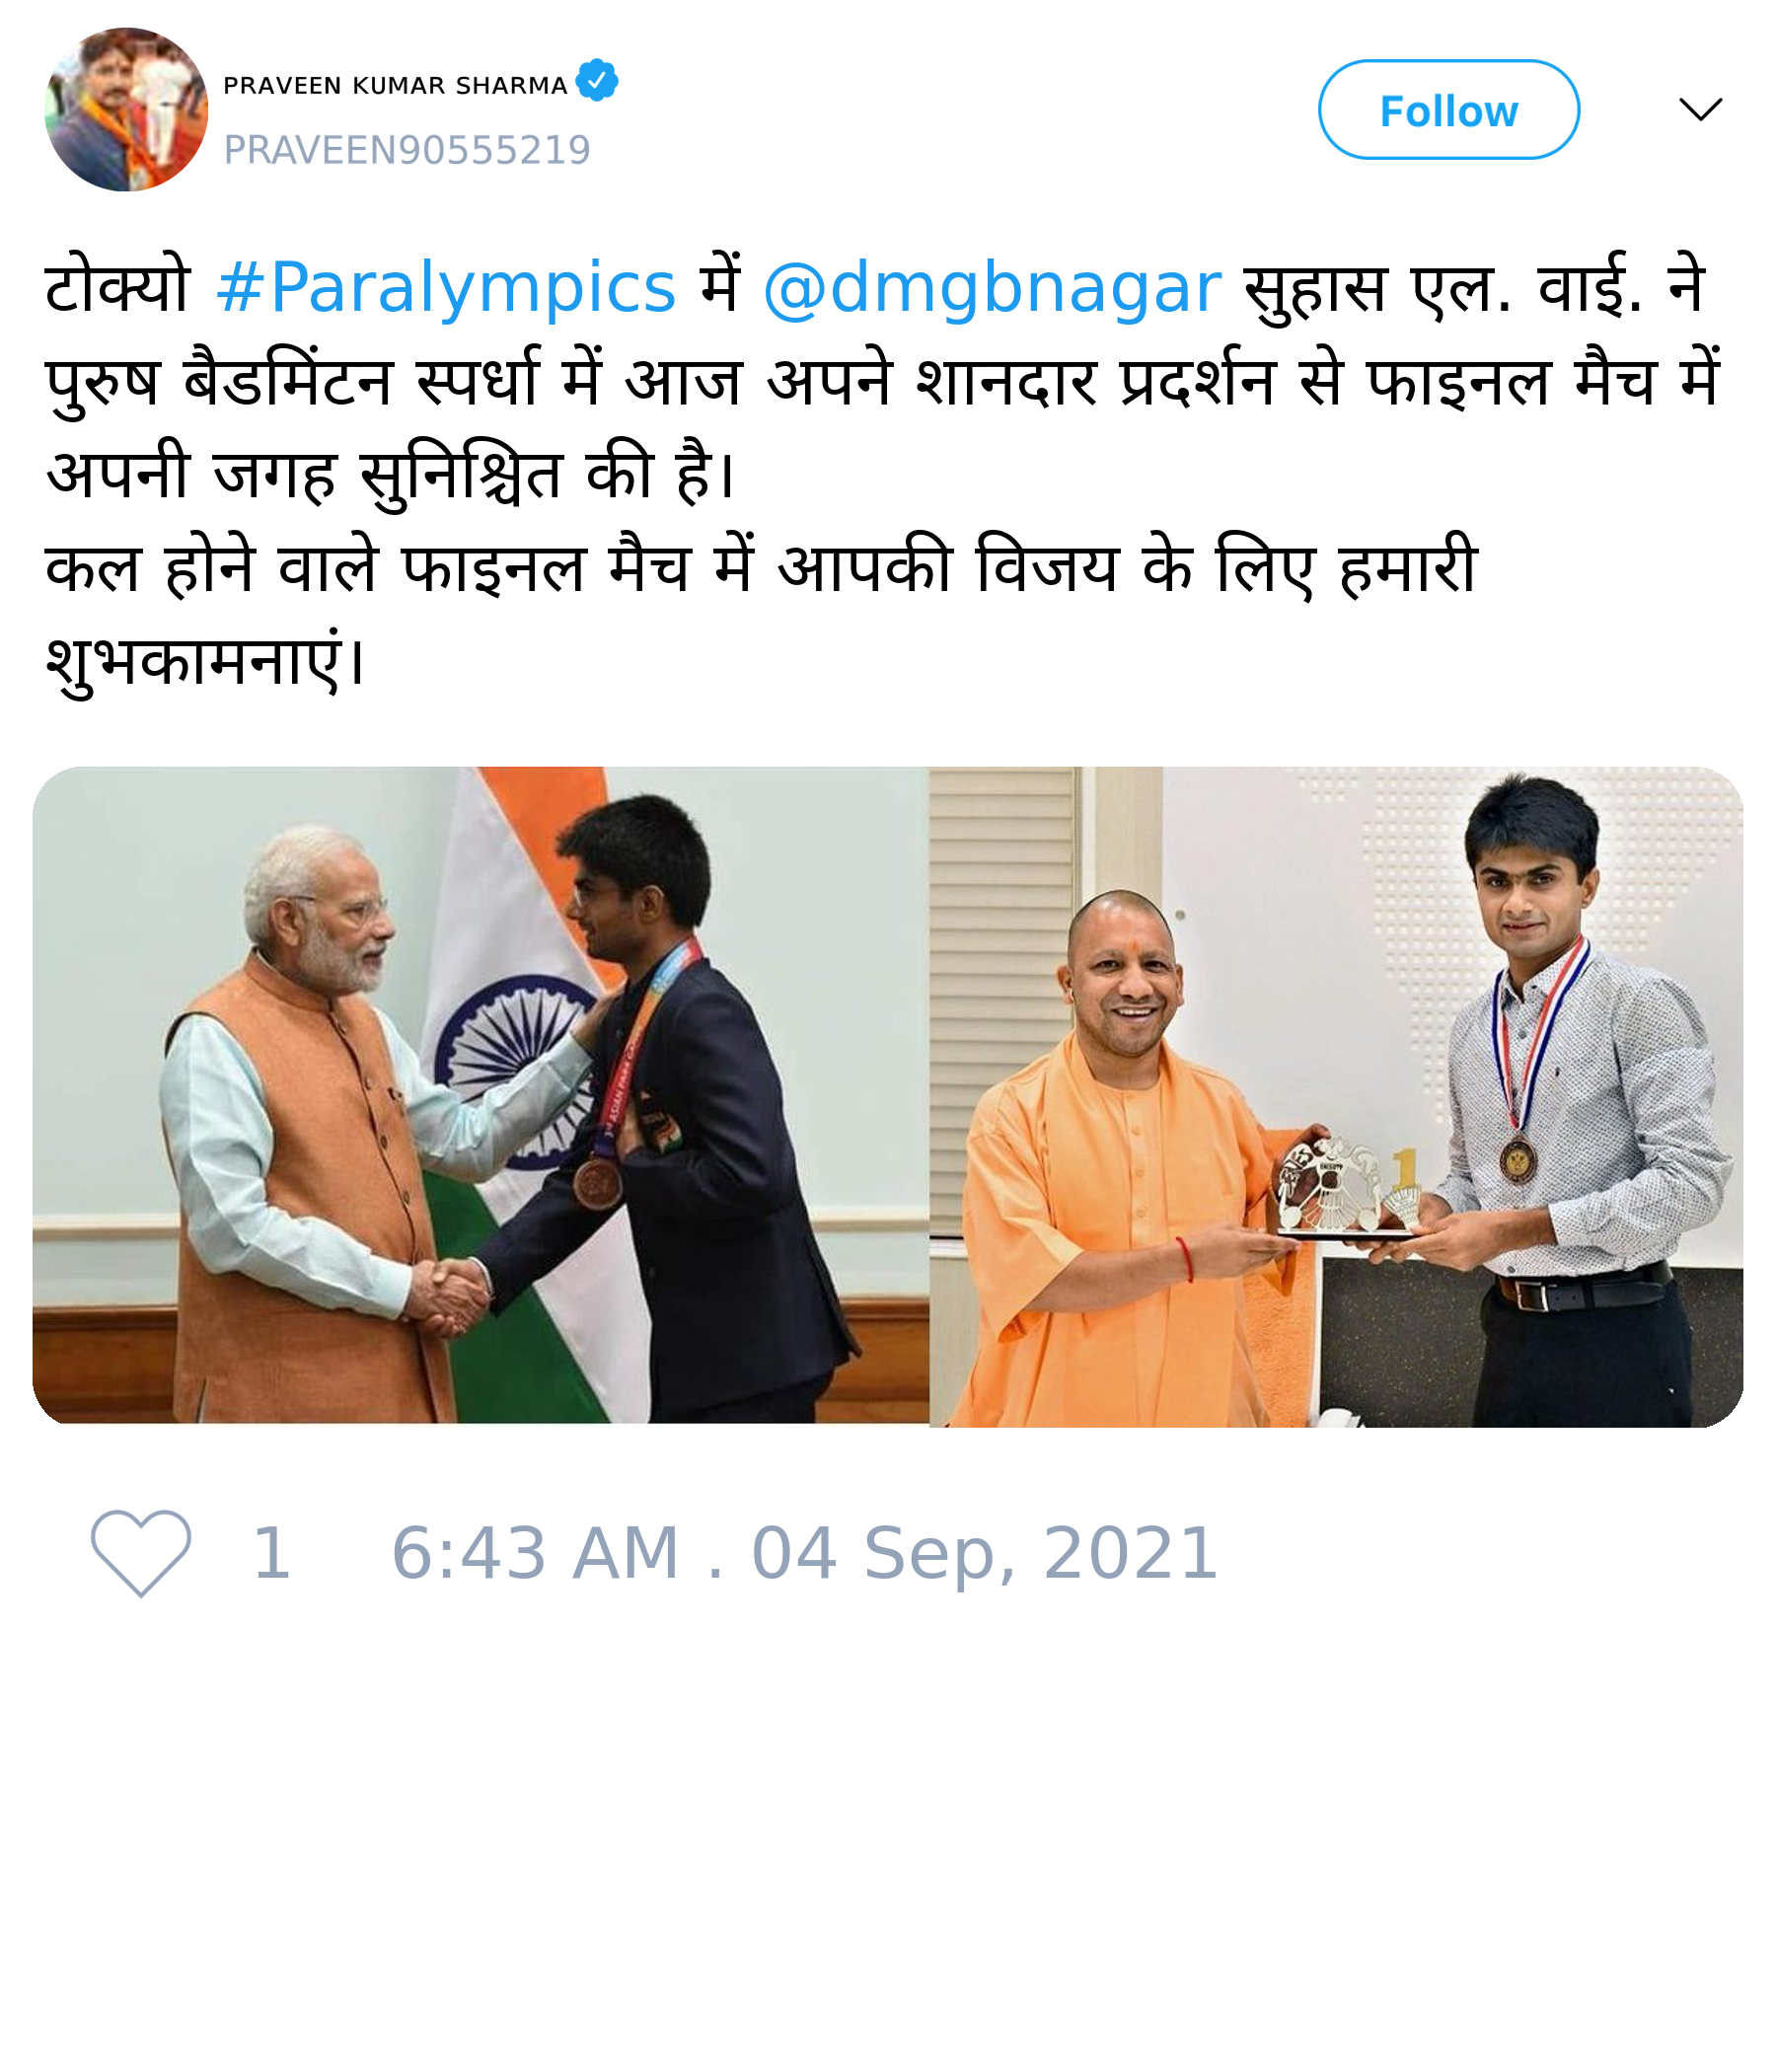 PRAVEEN KUMAR SHARMA
PRAVEEN90555219
Follow
टोक्यो #Paralympics में @dmgbnagar सुहास एल. वाई. ने
पुरुष बैडमिंटन स्पर्धा में आज अपने शानदार प्रदर्शन से फाइनल मैच में
अपनी जगह सुनिश्चित की है।
कल होने वाले फाइनल मैच में आपकी विजय के लिए हमारी
शुभकामनाएं।
1
1 6:43 AM . 04 Sep, 2021